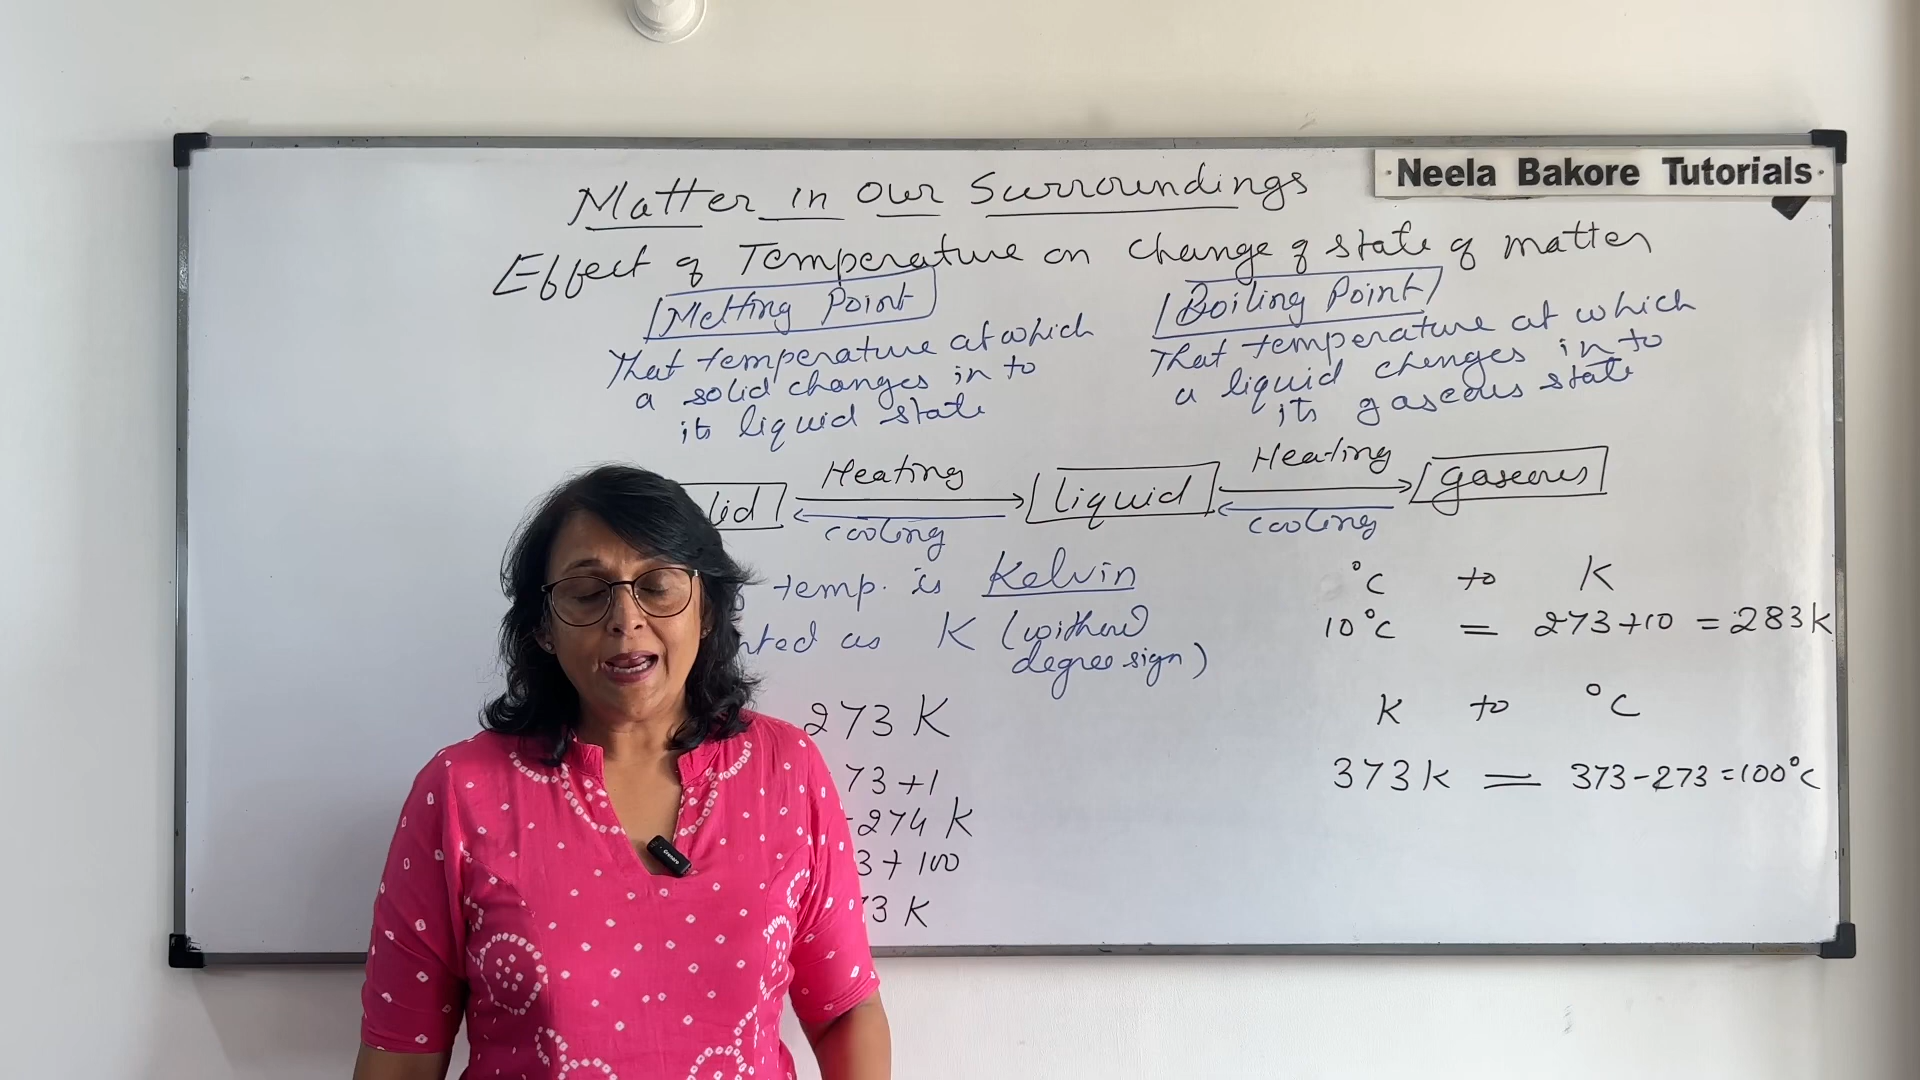 Neela Bakore Tutorials
Matter in our Surroundings
Effect of Temperature on change of state of matter
Melting Point
That temperature at which
a solid changes in to
its liquid state
Boiling Point
That temperature at which
a liquid changes in to
its gaseous state
lid
Heating
cooling
liquid
Heating
cooling
gaseous
temp. is Kelvin
nted as K (without
degree sign)
273 K
73 + 1
274 K
3 + 100
73 K
°C to K
10°C = 273+10 = 283k
K to °C
373k = 373-273=100°C